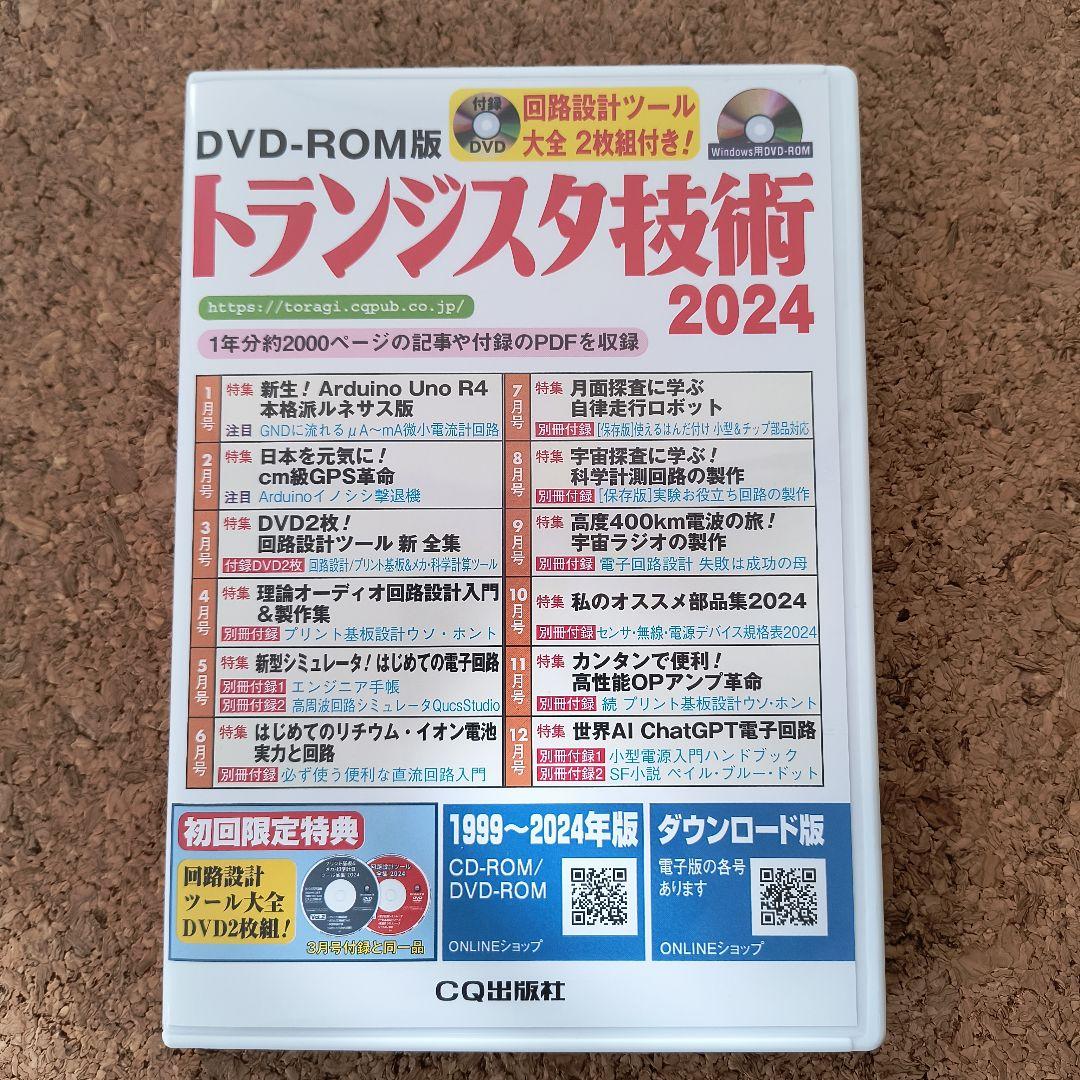 DVD-ROM版
付録
DVD
回路設計ツール
大全 2枚組付き!
Windows用DVD-ROM
トランジスタ技術
2024
https://toragi.cqpub.co.jp/
1年分約2000ページの記事や付録のPDFを収録
1月号
特集 新生! Arduino Uno R4
本格派ルネサス版
注目 GNDに流れるμA〜mA微小電流計回路
2月号
特集 日本を元気に!
cm級GPS革命
注目 Arduinoイノシシ撃退機
3月号
特集 DVD2枚!
回路設計ツール 新 全集
付録DVD2枚 回路設計/プリント基板&メカ・科学計算ツール
4月号
特集 理論オーディオ回路設計入門
&製作集
別冊付録 プリント基板設計ウソ・ホント
5月号
特集 新型シミュレータ! はじめての電子回路
別冊付録1 エンジニア手帳
別冊付録2 高周波回路シミュレータQucsStudio
6月号
特集 はじめてのリチウム・イオン電池
実力と回路
別冊付録 必ず使う便利な直流回路入門
7月号
特集 月面探査に学ぶ
自律走行ロボット
別冊付録 [保存版]使えるはんだ付け 小型&チップ部品対応
8月号
特集 宇宙探査に学ぶ!
科学計測回路の製作
別冊付録 [保存版]実験お役立ち回路の製作
9月号
特集 高度400km電波の旅!
宇宙ラジオの製作
別冊付録 電子回路設計 失敗は成功の母
10月号
特集 私のオススメ部品集2024
別冊付録 センサ・無線・電源デバイス規格表2024
11月号
特集 カンタンで便利!
高性能OPアンプ革命
別冊付録 続 プリント基板設計ウソ・ホント
12月号
特集 世界AI ChatGPT電子回路
別冊付録1 小型電源入門ハンドブック
別冊付録2 SF小説 ペイル・ブルー・ドット
初回限定特典
回路設計
ツール大全
DVD2枚組!
3月号付録と同一品
1999〜2024年版
CD-ROM/
DVD-ROM
ONLINEショップ
ダウンロード版
電子版の各号
あります
ONLINEショップ
CQ出版社